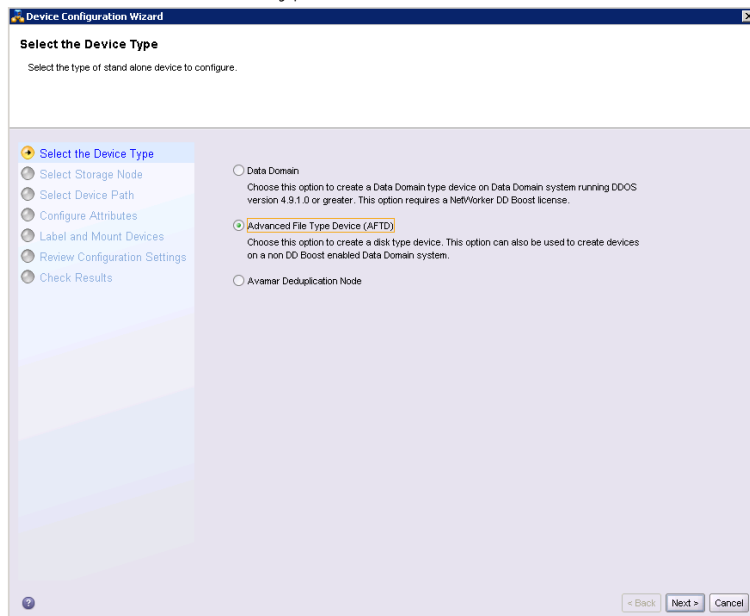 Device Configuration Wizard
Select the Device Type
Select the type of stand alone device to configure.
Select the Device Type
Select Storage Node
Select Device Path
Configure Attributes
Label and Mount Devices
Review Configuration Settings
Check Results
Data Domain
Choose this option to create a Data Domain type device on Data Domain system running DDOS
version 4.9.1.0 or greater. This option requires a NetWorker DD Boost license.
Advanced File Type Device (AFTD)
Choose this option to create a disk type device. This option can also be used to create devices
on a non DD Boost enabled Data Domain system.
Avamar Deduplication Node
?
< Back Next > Cancel